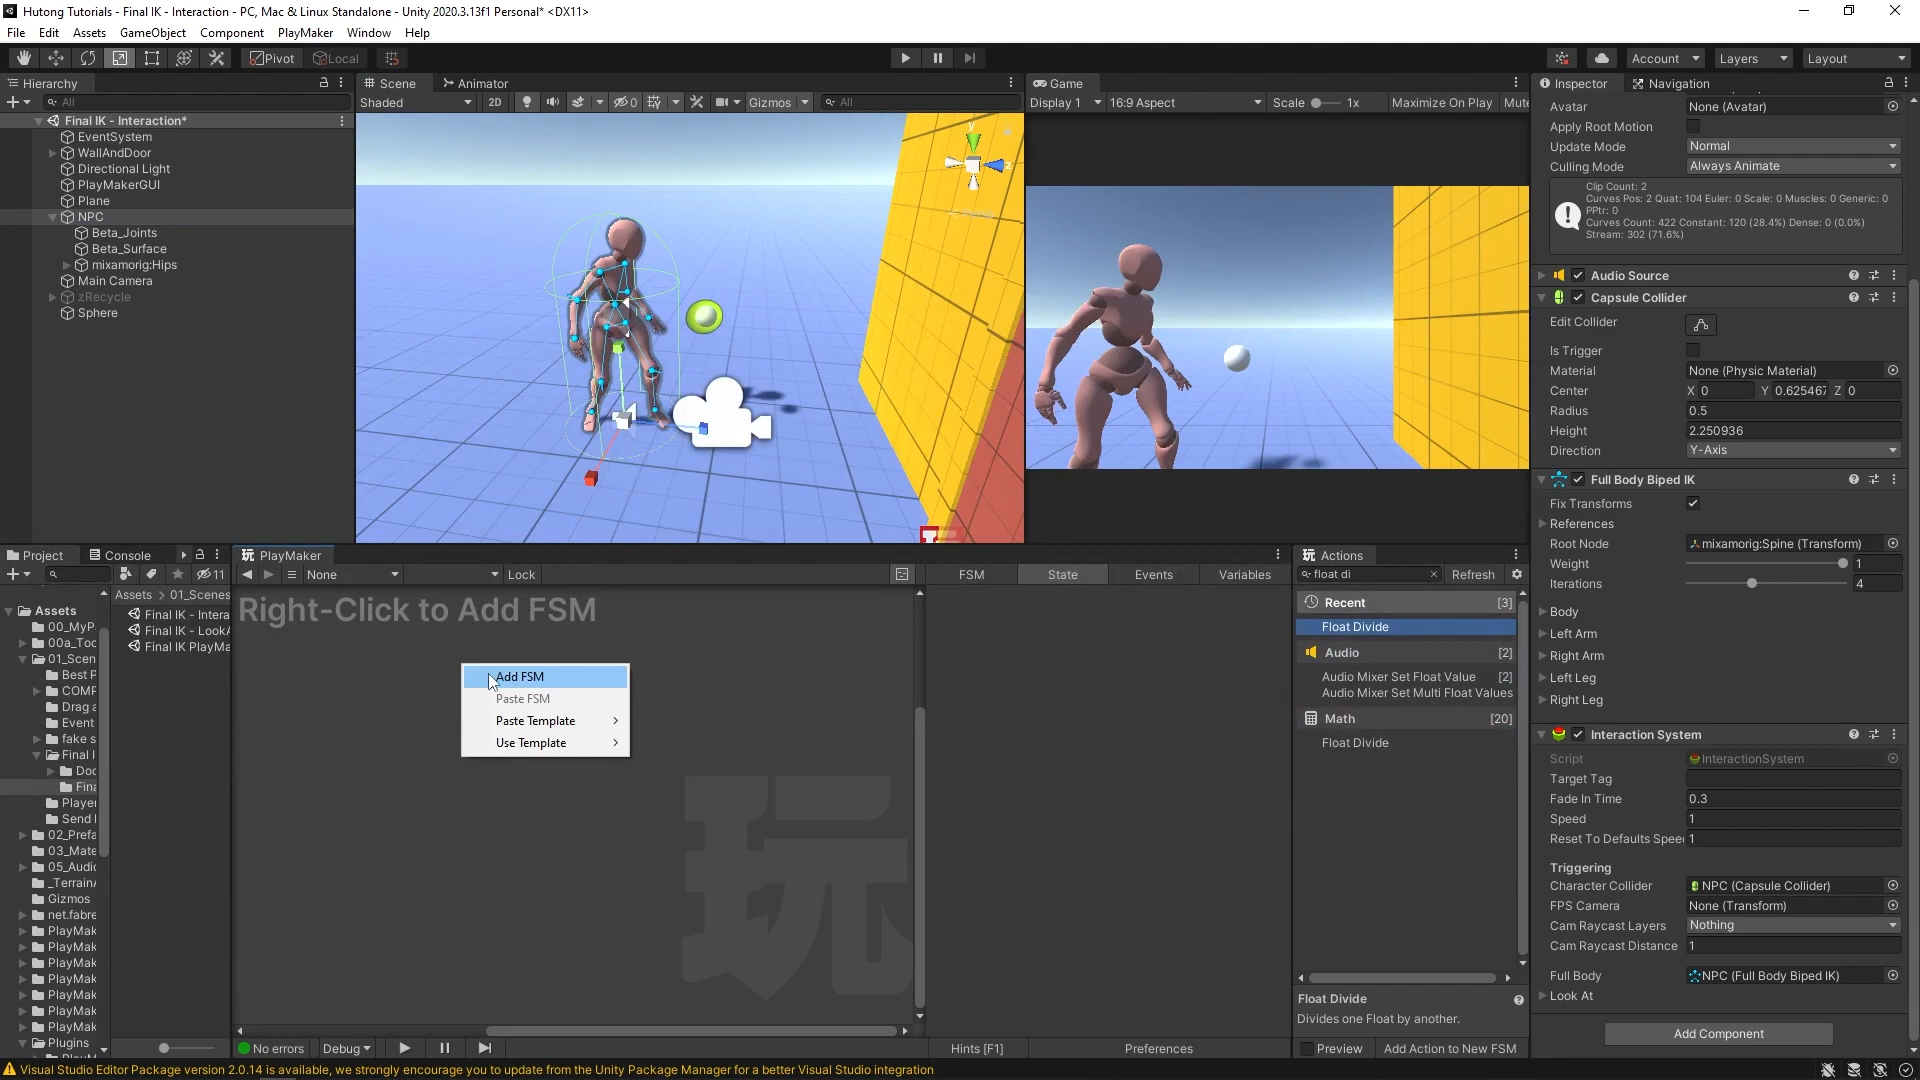 Hutong Tutorials - Final IK - Interaction - PC, Mac & Linux Standalone - Unity 2020.3.13f1 Personal* <DX11>
File Edit Assets GameObject Component PlayMaker Window Help
Pivot Local Account Layers Layout
Hierarchy
All
Final IK - Interaction*
EventSystem
WallAndDoor
Directional Light
PlayMakerGUI
Plane
NPC
Beta_Joints
Beta_Surface
mixamorig:Hips
Main Camera
zRecycle
Sphere
Scene Animator
Shaded 2D 0 Gizmos All
y
z
Game
Display 1 16:9 Aspect Scale 1x Maximize On Play Mute
Inspector Navigation
Avatar None (Avatar)
Apply Root Motion
Update Mode Normal
Culling Mode Always Animate
Clip Count: 2
Curves Pos: 2 Quat: 104 Euler: 0 Scale: 0 Muscles: 0 Generic: 0
PPtr: 0
Curves Count: 422 Constant: 120 (28.4%) Dense: 0 (0.0%)
Stream: 302 (71.6%)
Audio Source
Capsule Collider
Edit Collider
Is Trigger
Material None (Physic Material)
Center X 0 Y 0.625467 Z 0
Radius 0.5
Height 2.250936
Direction Y-Axis
Full Body Biped IK
Fix Transforms
References
Root Node mixamorig:Spine (Transform)
Weight 1
Iterations 4
Body
Left Arm
Right Arm
Left Leg
Right Leg
Interaction System
Script InteractionSystem
Target Tag
Fade In Time 0.3
Speed 1
Reset To Defaults Speed 1
Triggering
Character Collider NPC (Capsule Collider)
FPS Camera None (Transform)
Cam Raycast Layers Nothing
Cam Raycast Distance 1
Full Body NPC (Full Body Biped IK)
Look At
Add Component
Project Console
11
Assets
00_MyP
00a_Too
01_Scen
Best P
COMP
Drag a
Event
fake s
Final I
Doc
Fina
Player
Send
02_Prefa
03_Mate
05_Audio
_TerrainA
Gizmos
net.fabre
PlayMak
PlayMak
PlayMak
PlayMak
PlayMak
PlayMak
PlayMak
Plugins
Assets > 01_Scenes
Final IK - Intera
Final IK - LookA
Final IK PlayMa
PlayMaker
None Lock
Right-Click to Add FSM
Add FSM
Paste FSM
Paste Template
Use Template
玩
FSM State Events Variables
No errors Debug
Hints [F1] Preferences
Actions
float di Refresh
Recent [3]
Float Divide
Audio [2]
Audio Mixer Set Float Value [2]
Audio Mixer Set Multi Float Values
Math [20]
Float Divide
Float Divide
Divides one Float by another.
Preview Add Action to New FSM
Visual Studio Editor Package version 2.0.14 is available, we strongly encourage you to update from the Unity Package Manager for a better Visual Studio integration